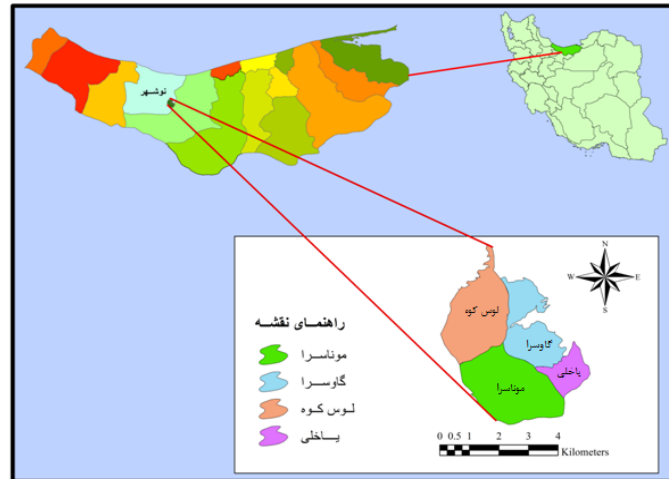 نوشهر
N
W E
S
راهنمای نقشه
موناسرا
گاوسرا
لوس کوه
یاخلی
لوس کوه
گاوسرا
یاخلی
موناسرا
0 0.5 1 2 3 4
Kilometers